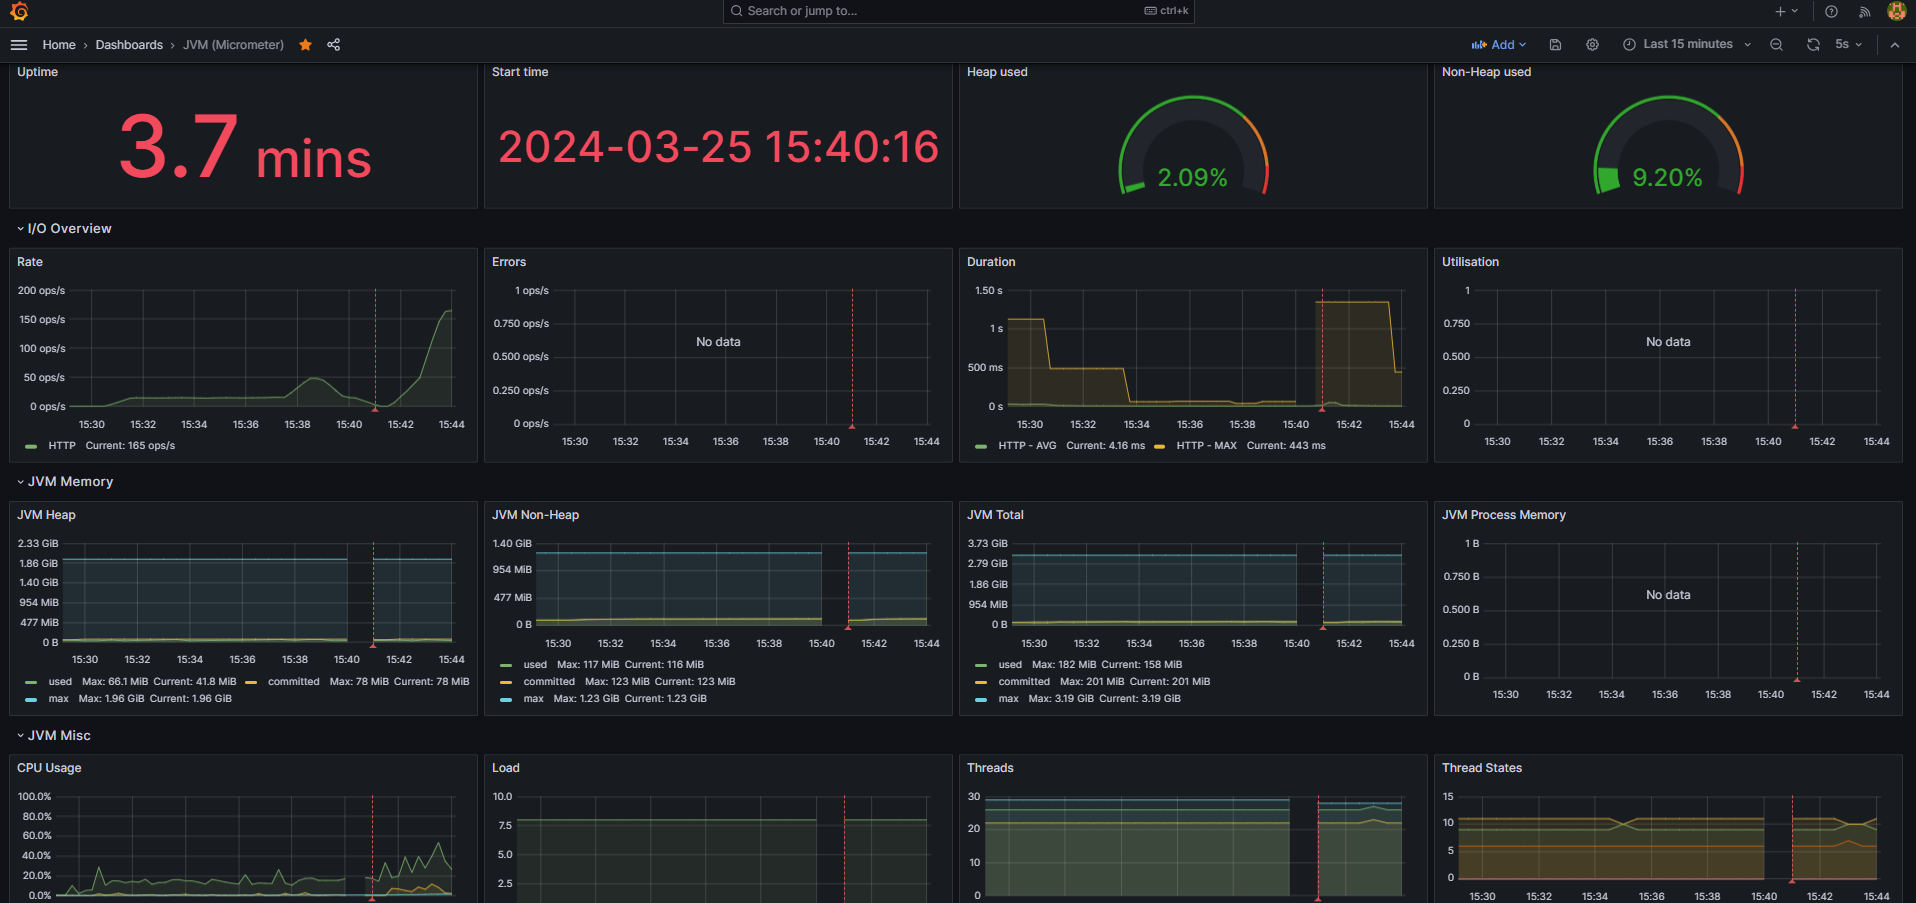 Search or jump to...
ctrl+k
Home › Dashboards › JVM (Micrometer)
Add
Last 15 minutes
5s
Uptime
3.7 mins
Start time
2024-03-25 15:40:16
Heap used
2.09%
Non-Heap used
9.20%
I/O Overview
Rate
200 ops/s
150 ops/s
100 ops/s
50 ops/s
0 ops/s
15:30 15:32 15:34 15:36 15:38 15:40 15:42 15:44
HTTP Current: 165 ops/s
Errors
1 ops/s
0.750 ops/s
0.500 ops/s
0.250 ops/s
0 ops/s
No data
15:30 15:32 15:34 15:36 15:38 15:40 15:42 15:44
Duration
1.50 s
1 s
500 ms
0 s
15:30 15:32 15:34 15:36 15:38 15:40 15:42 15:44
HTTP - AVG Current: 4.16 ms HTTP - MAX Current: 443 ms
Utilisation
1
0.750
0.500
0.250
0
No data
15:30 15:32 15:34 15:36 15:38 15:40 15:42 15:44
JVM Memory
JVM Heap
2.33 GiB
1.86 GiB
1.40 GiB
954 MiB
477 MiB
0 B
15:30 15:32 15:34 15:36 15:38 15:40 15:42 15:44
used Max: 66.1 MiB Current: 41.8 MiB committed Max: 78 MiB Current: 78 MiB
max Max: 1.96 GiB Current: 1.96 GiB
JVM Non-Heap
1.40 GiB
954 MiB
477 MiB
0 B
15:30 15:32 15:34 15:36 15:38 15:40 15:42 15:44
used Max: 117 MiB Current: 116 MiB
committed Max: 123 MiB Current: 123 MiB
max Max: 1.23 GiB Current: 1.23 GiB
JVM Total
3.73 GiB
2.79 GiB
1.86 GiB
954 MiB
0 B
15:30 15:32 15:34 15:36 15:38 15:40 15:42 15:44
used Max: 182 MiB Current: 158 MiB
committed Max: 201 MiB Current: 201 MiB
max Max: 3.19 GiB Current: 3.19 GiB
JVM Process Memory
1 B
0.750 B
0.500 B
0.250 B
0 B
No data
15:30 15:32 15:34 15:36 15:38 15:40 15:42 15:44
JVM Misc
CPU Usage
100.0%
80.0%
60.0%
40.0%
20.0%
0.0%
Load
10.0
7.5
5.0
2.5
Threads
30
20
10
0
Thread States
15
10
5
0
15:30 15:32 15:34 15:36 15:38 15:40 15:42 15:44